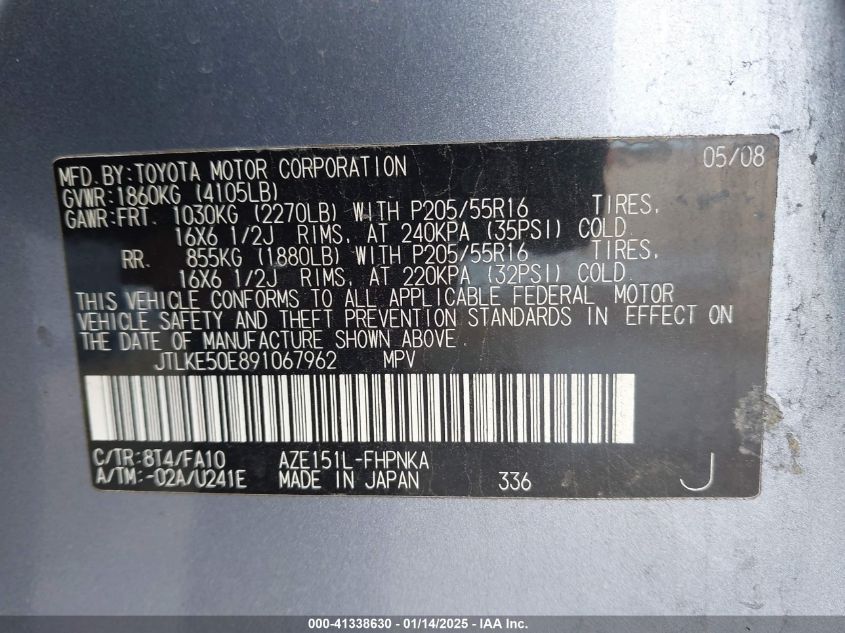 MFD. BY: TOYOTA MOTOR CORPORATION 05/08
GVWR: 1860KG (4105LB)
GAWR: FRT. 1030KG (2270LB) WITH P205/55R16 TIRES,
16X6 1/2J RIMS, AT 240KPA (35PSI) COLD.
RR. 855KG (1880LB) WITH P205/55R16 TIRES,
16X6 1/2J RIMS, AT 220KPA (32PSI) COLD.
THIS VEHICLE CONFORMS TO ALL APPLICABLE FEDERAL MOTOR
VEHICLE SAFETY AND THEFT PREVENTION STANDARDS IN EFFECT ON
THE DATE OF MANUFACTURE SHOWN ABOVE.
JTLKE50E891067962 MPV
C/TR: 8T4/FA10 AZE151L-FHPNKA
A/TM: -02A/U241E MADE IN JAPAN 336 J
000-41338630 - 01/14/2025 - IAA Inc.